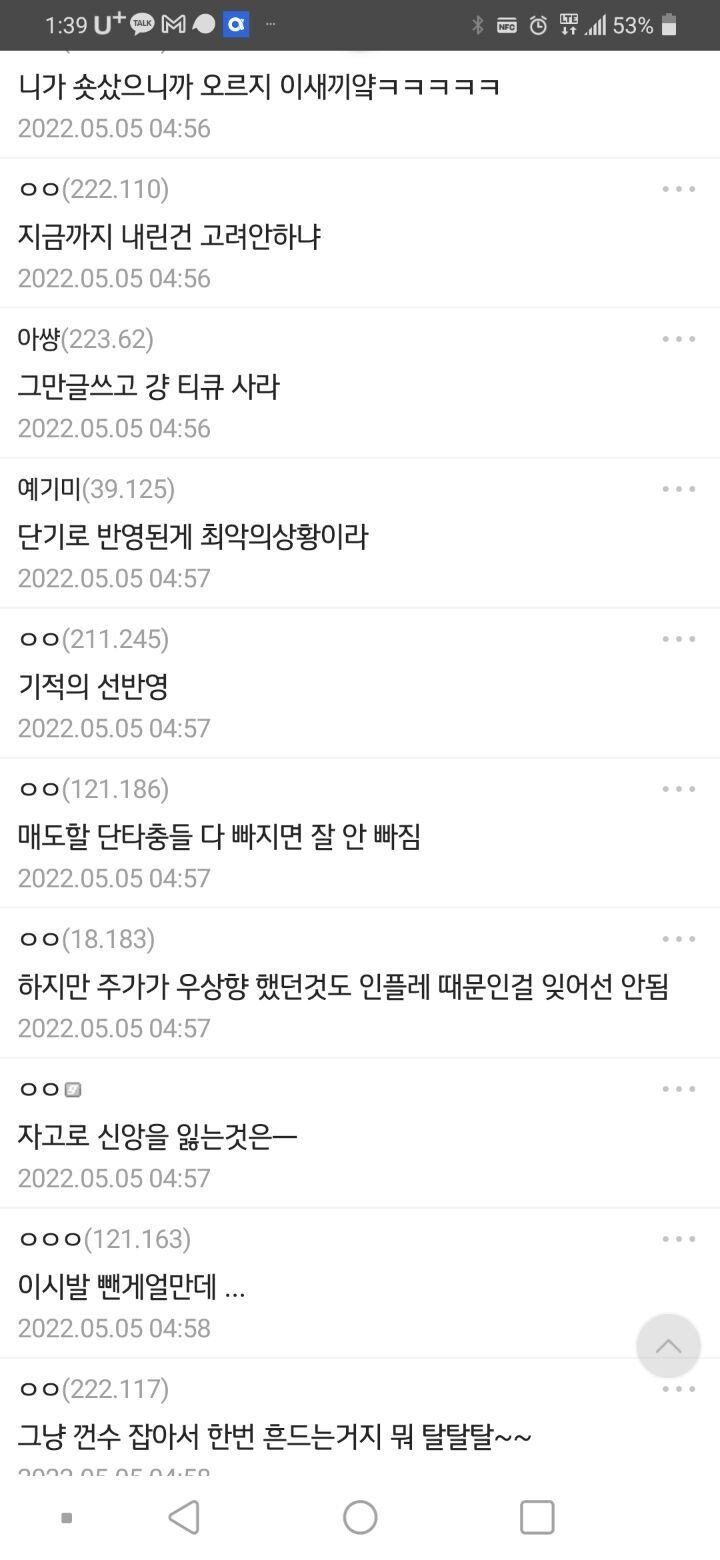 1:39 U+ TALK NFC LTE 53%
니가 숏샀으니까 오르지 이새끼얔ㅋㅋㅋㅋㅋ
2022.05.05 04:56
ㅇㅇ(222.110)
지금까지 내린건 고려안하냐
2022.05.05 04:56
아썅(223.62)
그만글쓰고 걍 티큐 사라
2022.05.05 04:56
예기미(39.125)
단기로 반영된게 최악의상황이라
2022.05.05 04:57
ㅇㅇ(211.245)
기적의 선반영
2022.05.05 04:57
ㅇㅇ(121.186)
매도할 단타충들 다 빠지면 잘 안 빠짐
2022.05.05 04:57
ㅇㅇ(18.183)
하지만 주가가 우상향 했던것도 인플레 때문인걸 잊어선 안됨
2022.05.05 04:57
ㅇㅇ
자고로 신앙을 잃는것은ㅡ
2022.05.05 04:57
ㅇㅇㅇ(121.163)
이시발 뺀게얼만데 ...
2022.05.05 04:58
ㅇㅇ(222.117)
그냥 껀수 잡아서 한번 흔드는거지 뭐 탈탈탈~~
2022.05.05 04:58